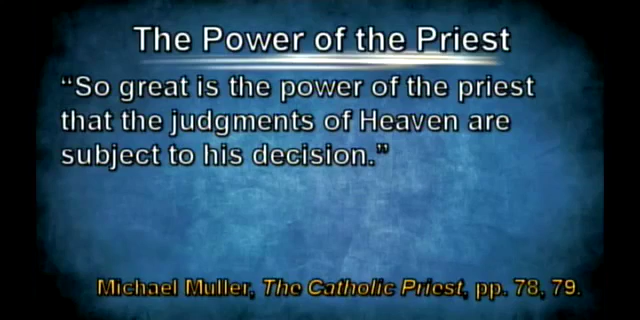 The Power of the Priest
“So great is the power of the priest
that the judgments of Heaven are
subject to his decision.”
Michael Muller, The Catholic Priest, pp. 78, 79.